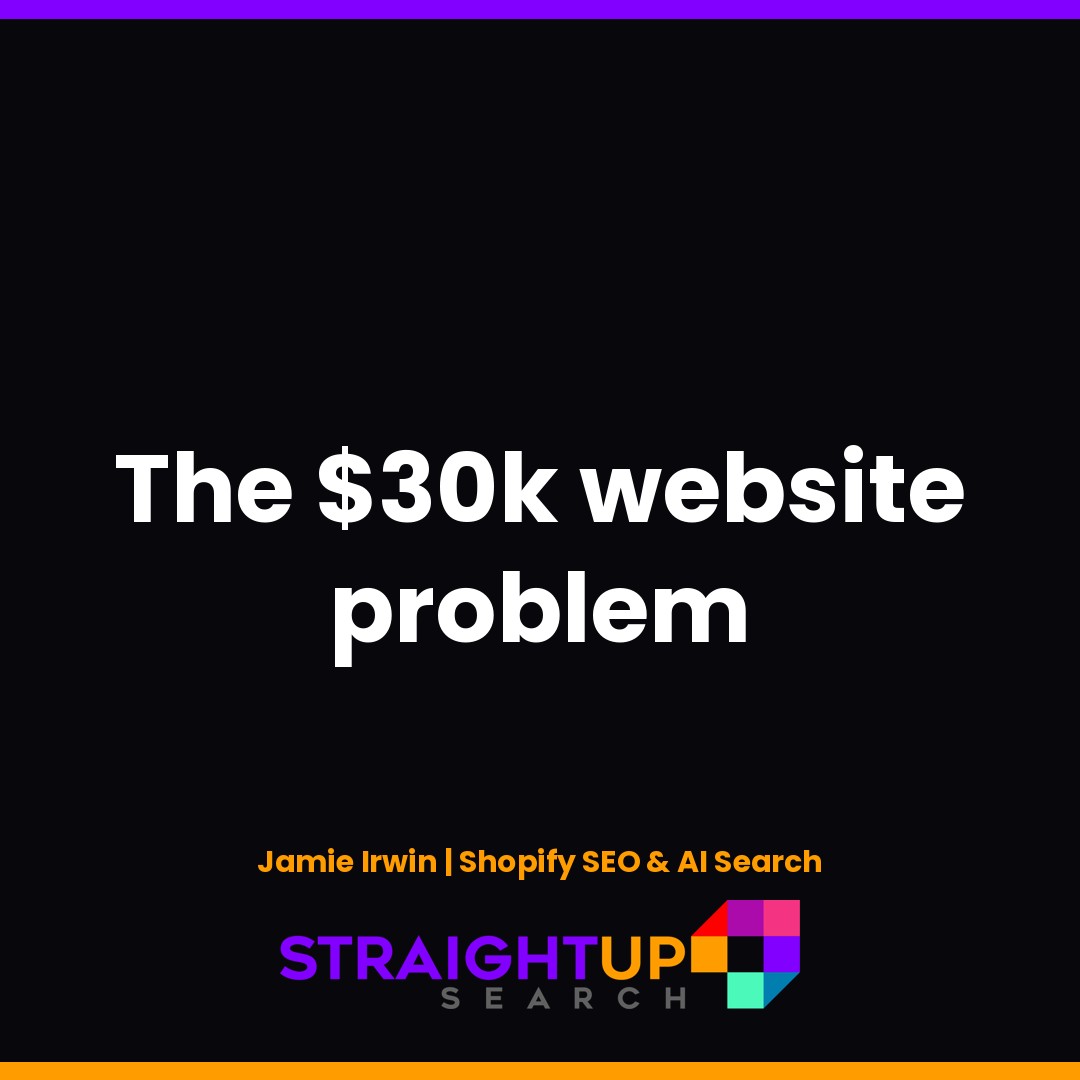 The $30k website
problem
Jamie Irwin | Shopify SEO & AI Search
STRAIGHTUP
SEARCH